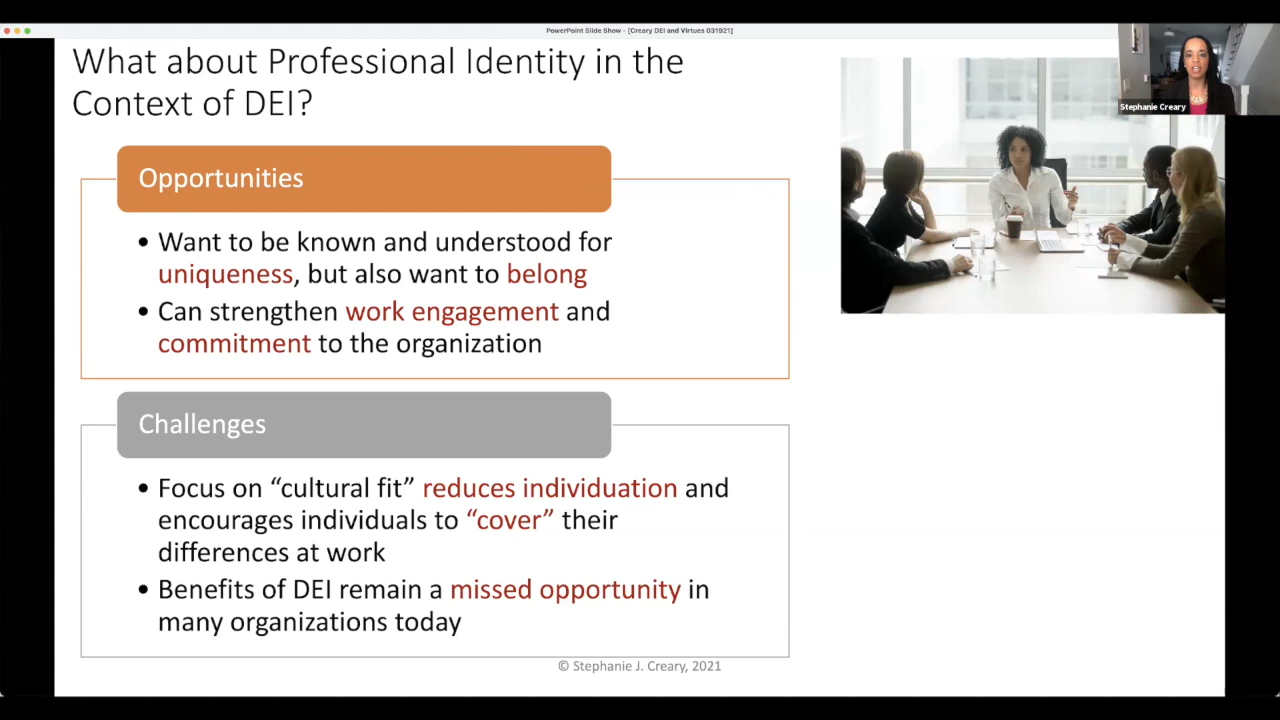 PowerPoint Slide Show - [Creary DEI and Virtues 031921]
What about Professional Identity in the
Context of DEI?
Stephanie Creary
Opportunities
• Want to be known and understood for
uniqueness, but also want to belong
• Can strengthen work engagement and
commitment to the organization
Challenges
• Focus on “cultural fit” reduces individuation and
encourages individuals to “cover” their
differences at work
• Benefits of DEI remain a missed opportunity in
many organizations today
© Stephanie J. Creary, 2021